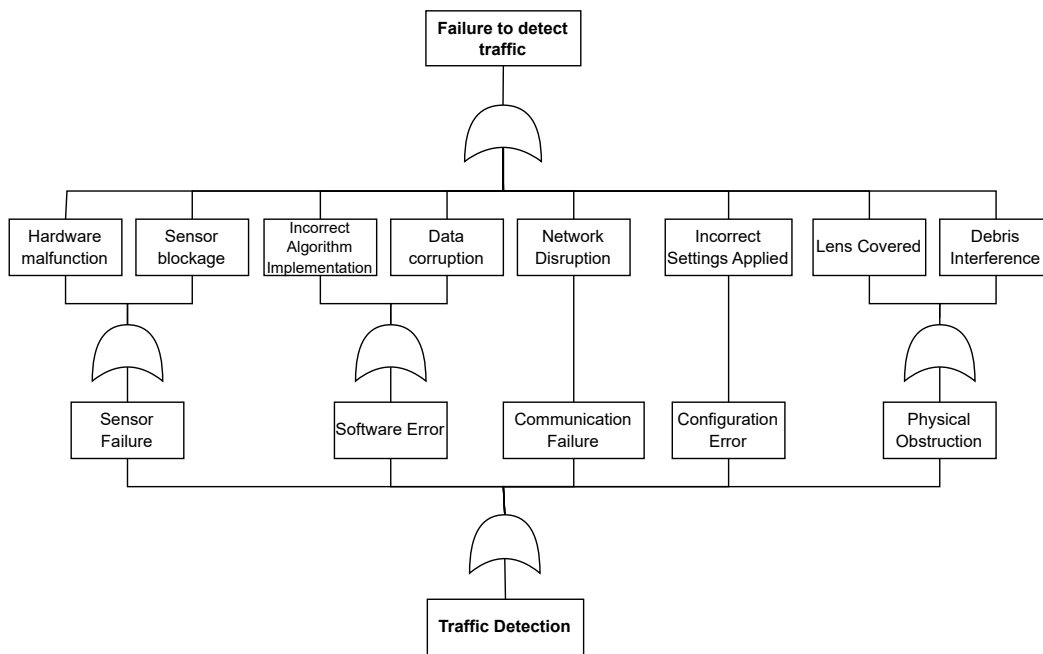 Failure to detect
traffic
Hardware
malfunction
Sensor
blockage
Incorrect
Algorithm
Implementation
Data
corruption
Network
Disruption
Incorrect
Settings Applied
Lens Covered
Debris
Interference
Sensor
Failure
Software Error
Communication
Failure
Configuration
Error
Physical
Obstruction
Traffic Detection